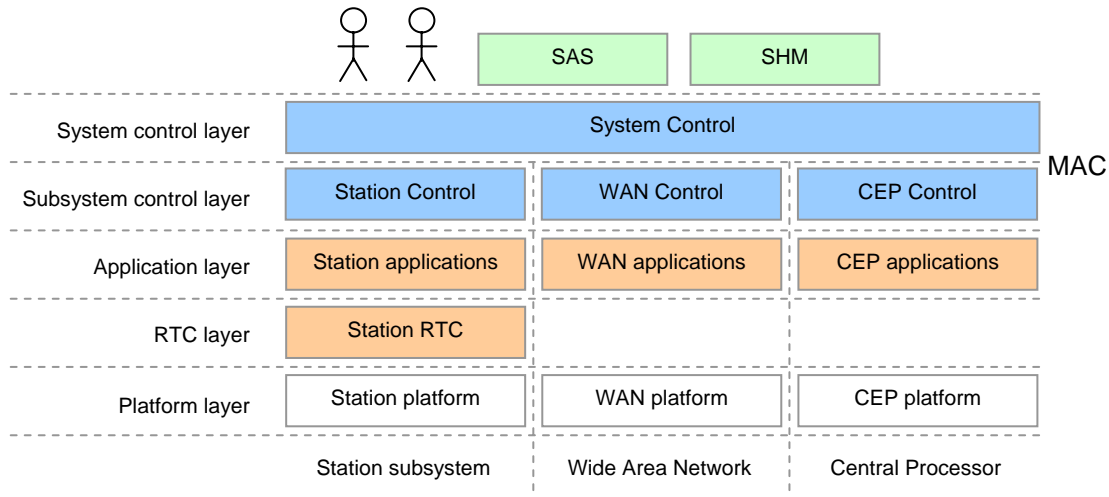 SAS
SHM
System control layer
System Control
MAC
Subsystem control layer
Station Control
WAN Control
CEP Control
Application layer
Station applications
WAN applications
CEP applications
RTC layer
Station RTC
Platform layer
Station platform
WAN platform
CEP platform
Station subsystem
Wide Area Network
Central Processor